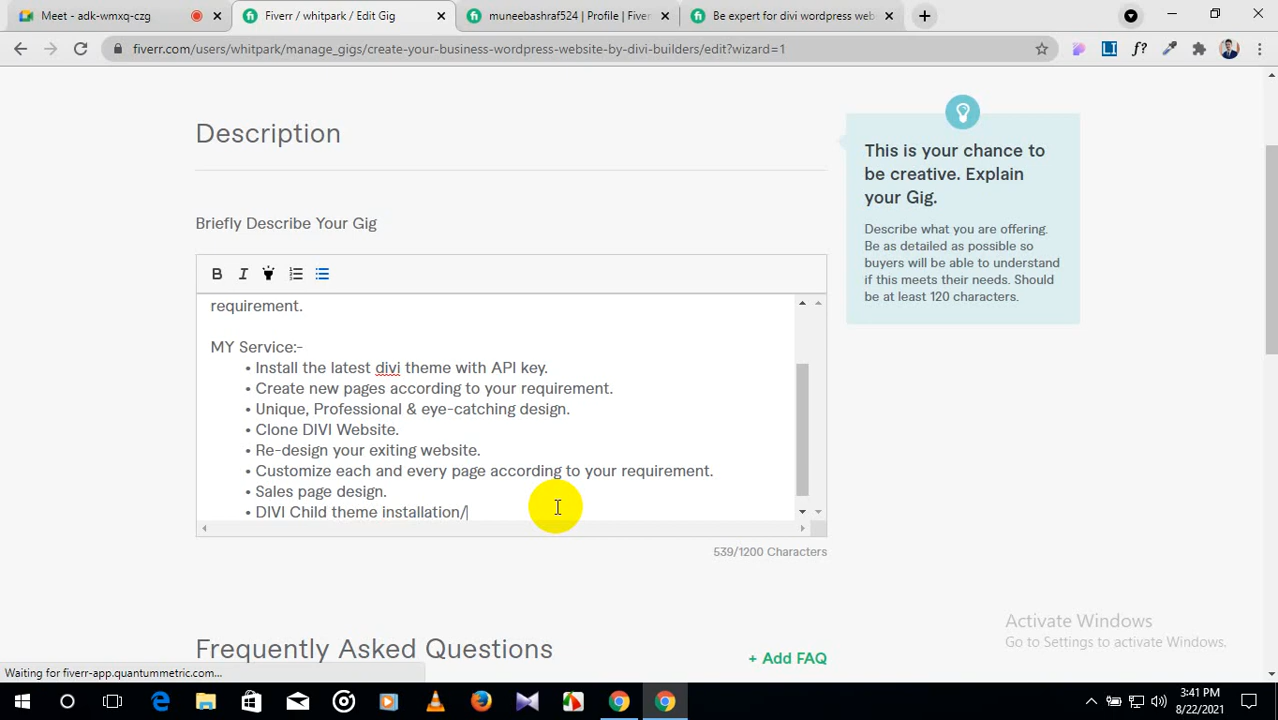 Meet - adk-wmxq-czg
Fiverr / whitpark / Edit Gig
muneebashraf524 | Profile | Fiver
Be expert for divi wordpress web
fiverr.com/users/whitpark/manage_gigs/create-your-business-wordpress-website-by-divi-builders/edit?wizard=1
Description
Briefly Describe Your Gig
B I
requirement.
MY Service:-
• Install the latest divi theme with API key.
• Create new pages according to your requirement.
• Unique, Professional & eye-catching design.
• Clone DIVI Website.
• Re-design your exiting website.
• Customize each and every page according to your requirement.
• Sales page design.
• DIVI Child theme installation/
539/1200 Characters
This is your chance to
be creative. Explain
your Gig.
Describe what you are offering.
Be as detailed as possible so
buyers will be able to understand
if this meets their needs. Should
be at least 120 characters.
Frequently Asked Questions
+ Add FAQ
Activate Windows
Go to Settings to activate Windows.
Waiting for fiverr-app.quantummetric.com...
3:41 PM
8/22/2021